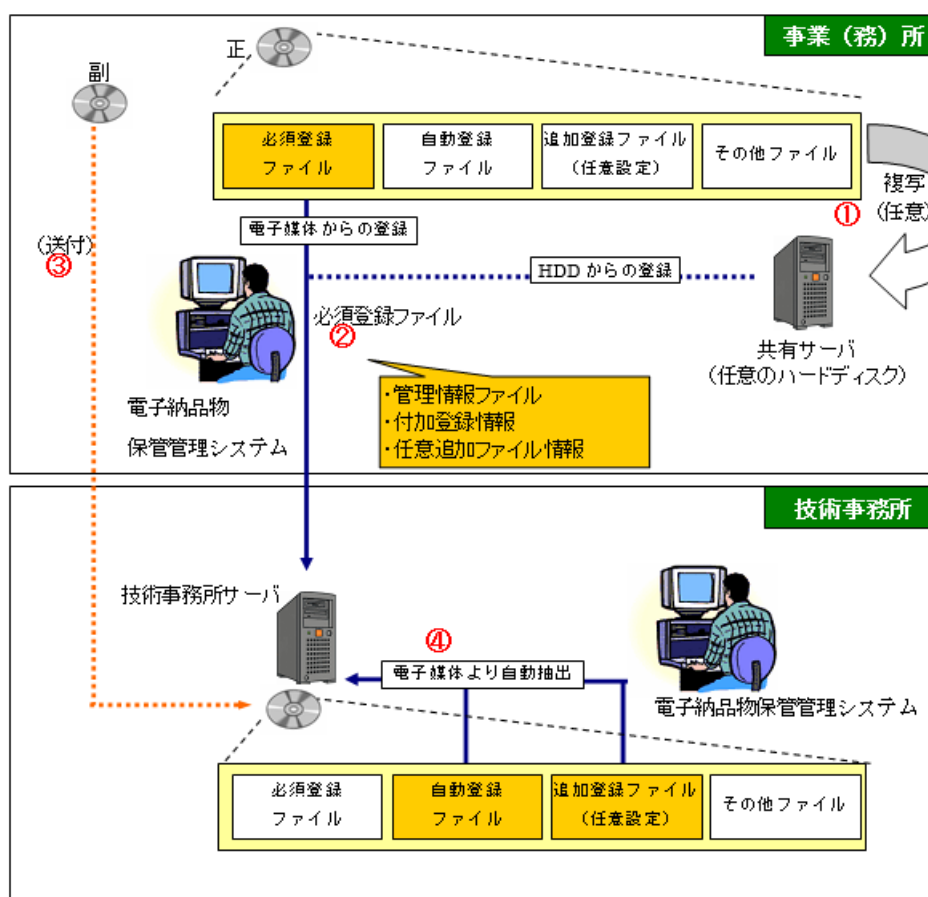 事業(務)所
正
副
必須登録
ファイル
自動登録
ファイル
追加登録ファイル
(任意設定)
その他ファイル
複写
(任意)
①
電子媒体からの登録
(送付)
③
HDDからの登録
必須登録ファイル
②
共有サーバ
(任意のハードディスク)
・管理情報ファイル
・付加登録情報
・任意追加ファイル情報
電子納品物
保管管理システム
技術事務所
技術事務所サーバ
④
電子媒体より自動抽出
電子納品物保管管理システム
必須登録
ファイル
自動登録
ファイル
追加登録ファイル
(任意設定)
その他ファイル